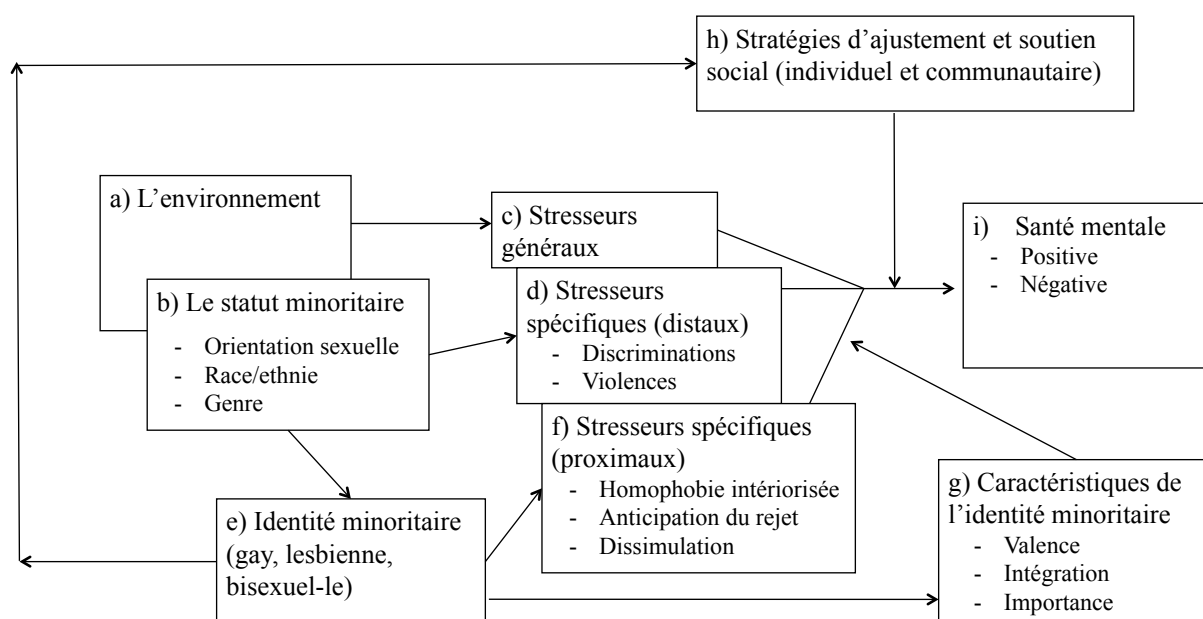 h) Stratégies d’ajustement et soutien
social (individuel et communautaire)
a) L’environnement
c) Stresseurs
généraux
i) Santé mentale
- Positive
- Négative
b) Le statut minoritaire
- Orientation sexuelle
- Race/ethnie
- Genre
d) Stresseurs
spécifiques (distaux)
- Discriminations
- Violences
f) Stresseurs spécifiques
(proximaux)
- Homophobie intériorisée
- Anticipation du rejet
- Dissimulation
e) Identité minoritaire
(gay, lesbienne,
bisexuel-le)
g) Caractéristiques de
l’identité minoritaire
- Valence
- Intégration
- Importance